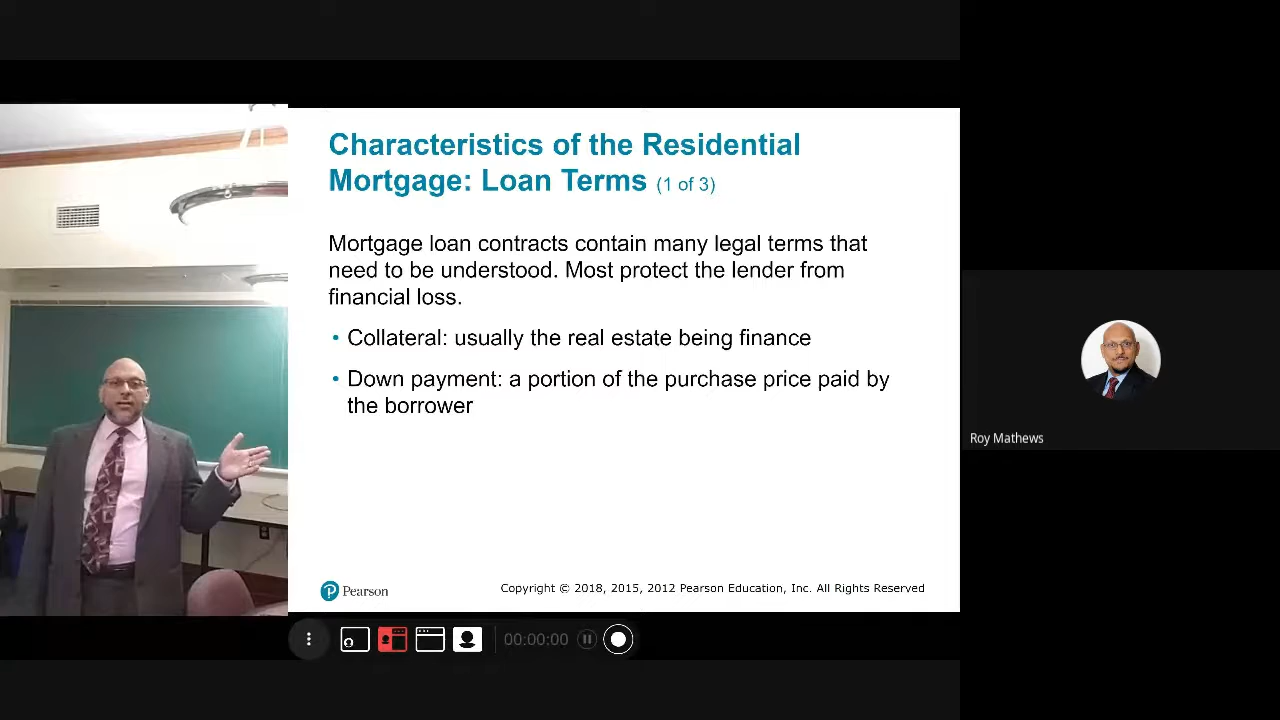 Characteristics of the Residential
Mortgage: Loan Terms (1 of 3)
Mortgage loan contracts contain many legal terms that
need to be understood. Most protect the lender from
financial loss.
• Collateral: usually the real estate being finance
• Down payment: a portion of the purchase price paid by
the borrower
Pearson
Copyright © 2018, 2015, 2012 Pearson Education, Inc. All Rights Reserved
00:00:00
Roy Mathews